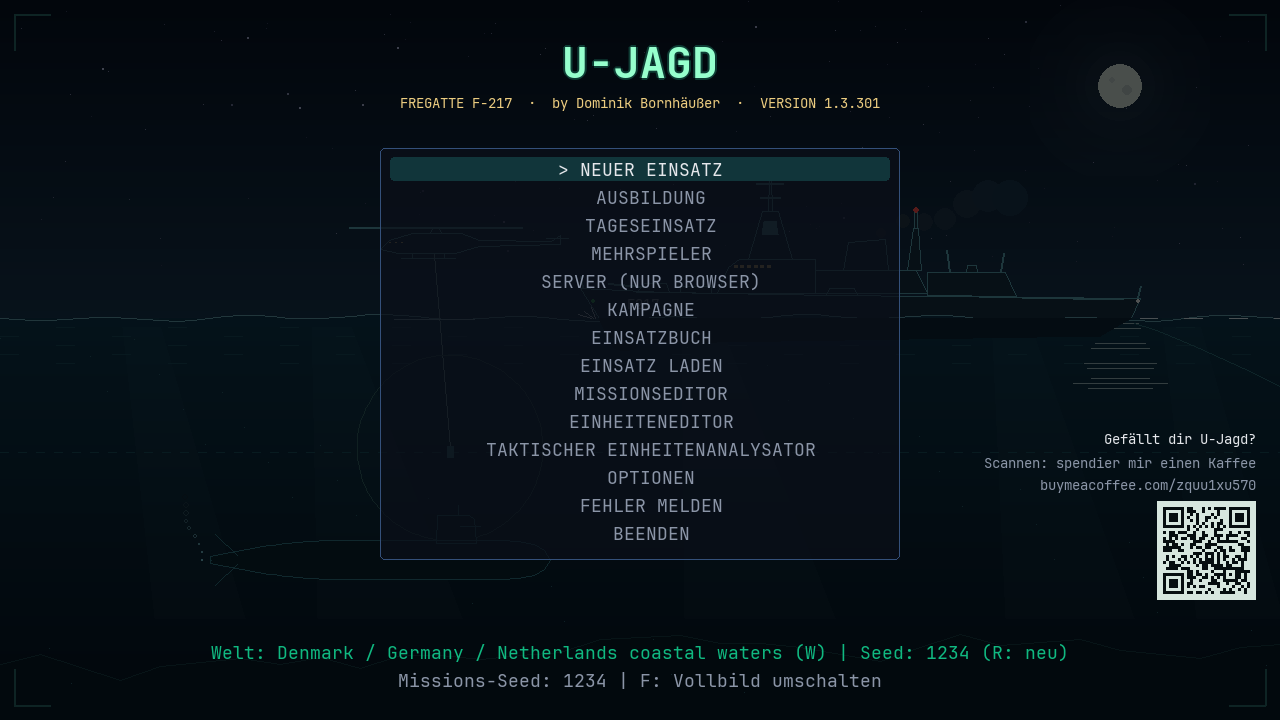 U-JAGD
FREGATTE F-217 · by Dominik Bornhäußer · VERSION 1.3.301
> NEUER EINSATZ
AUSBILDUNG
TAGESEINSATZ
MEHRSPIELER
SERVER (NUR BROWSER)
KAMPAGNE
EINSATZBUCH
EINSATZ LADEN
MISSIONSEDITOR
EINHEITENEDITOR
TAKTISCHER EINHEITENANALYSATOR
OPTIONEN
FEHLER MELDEN
BEENDEN
Gefällt dir U-Jagd?
Scannen: spendier mir einen Kaffee
buymeacoffee.com/zquu1xu570
Welt: Denmark / Germany / Netherlands coastal waters (W) | Seed: 1234 (R: neu)
Missions-Seed: 1234 | F: Vollbild umschalten